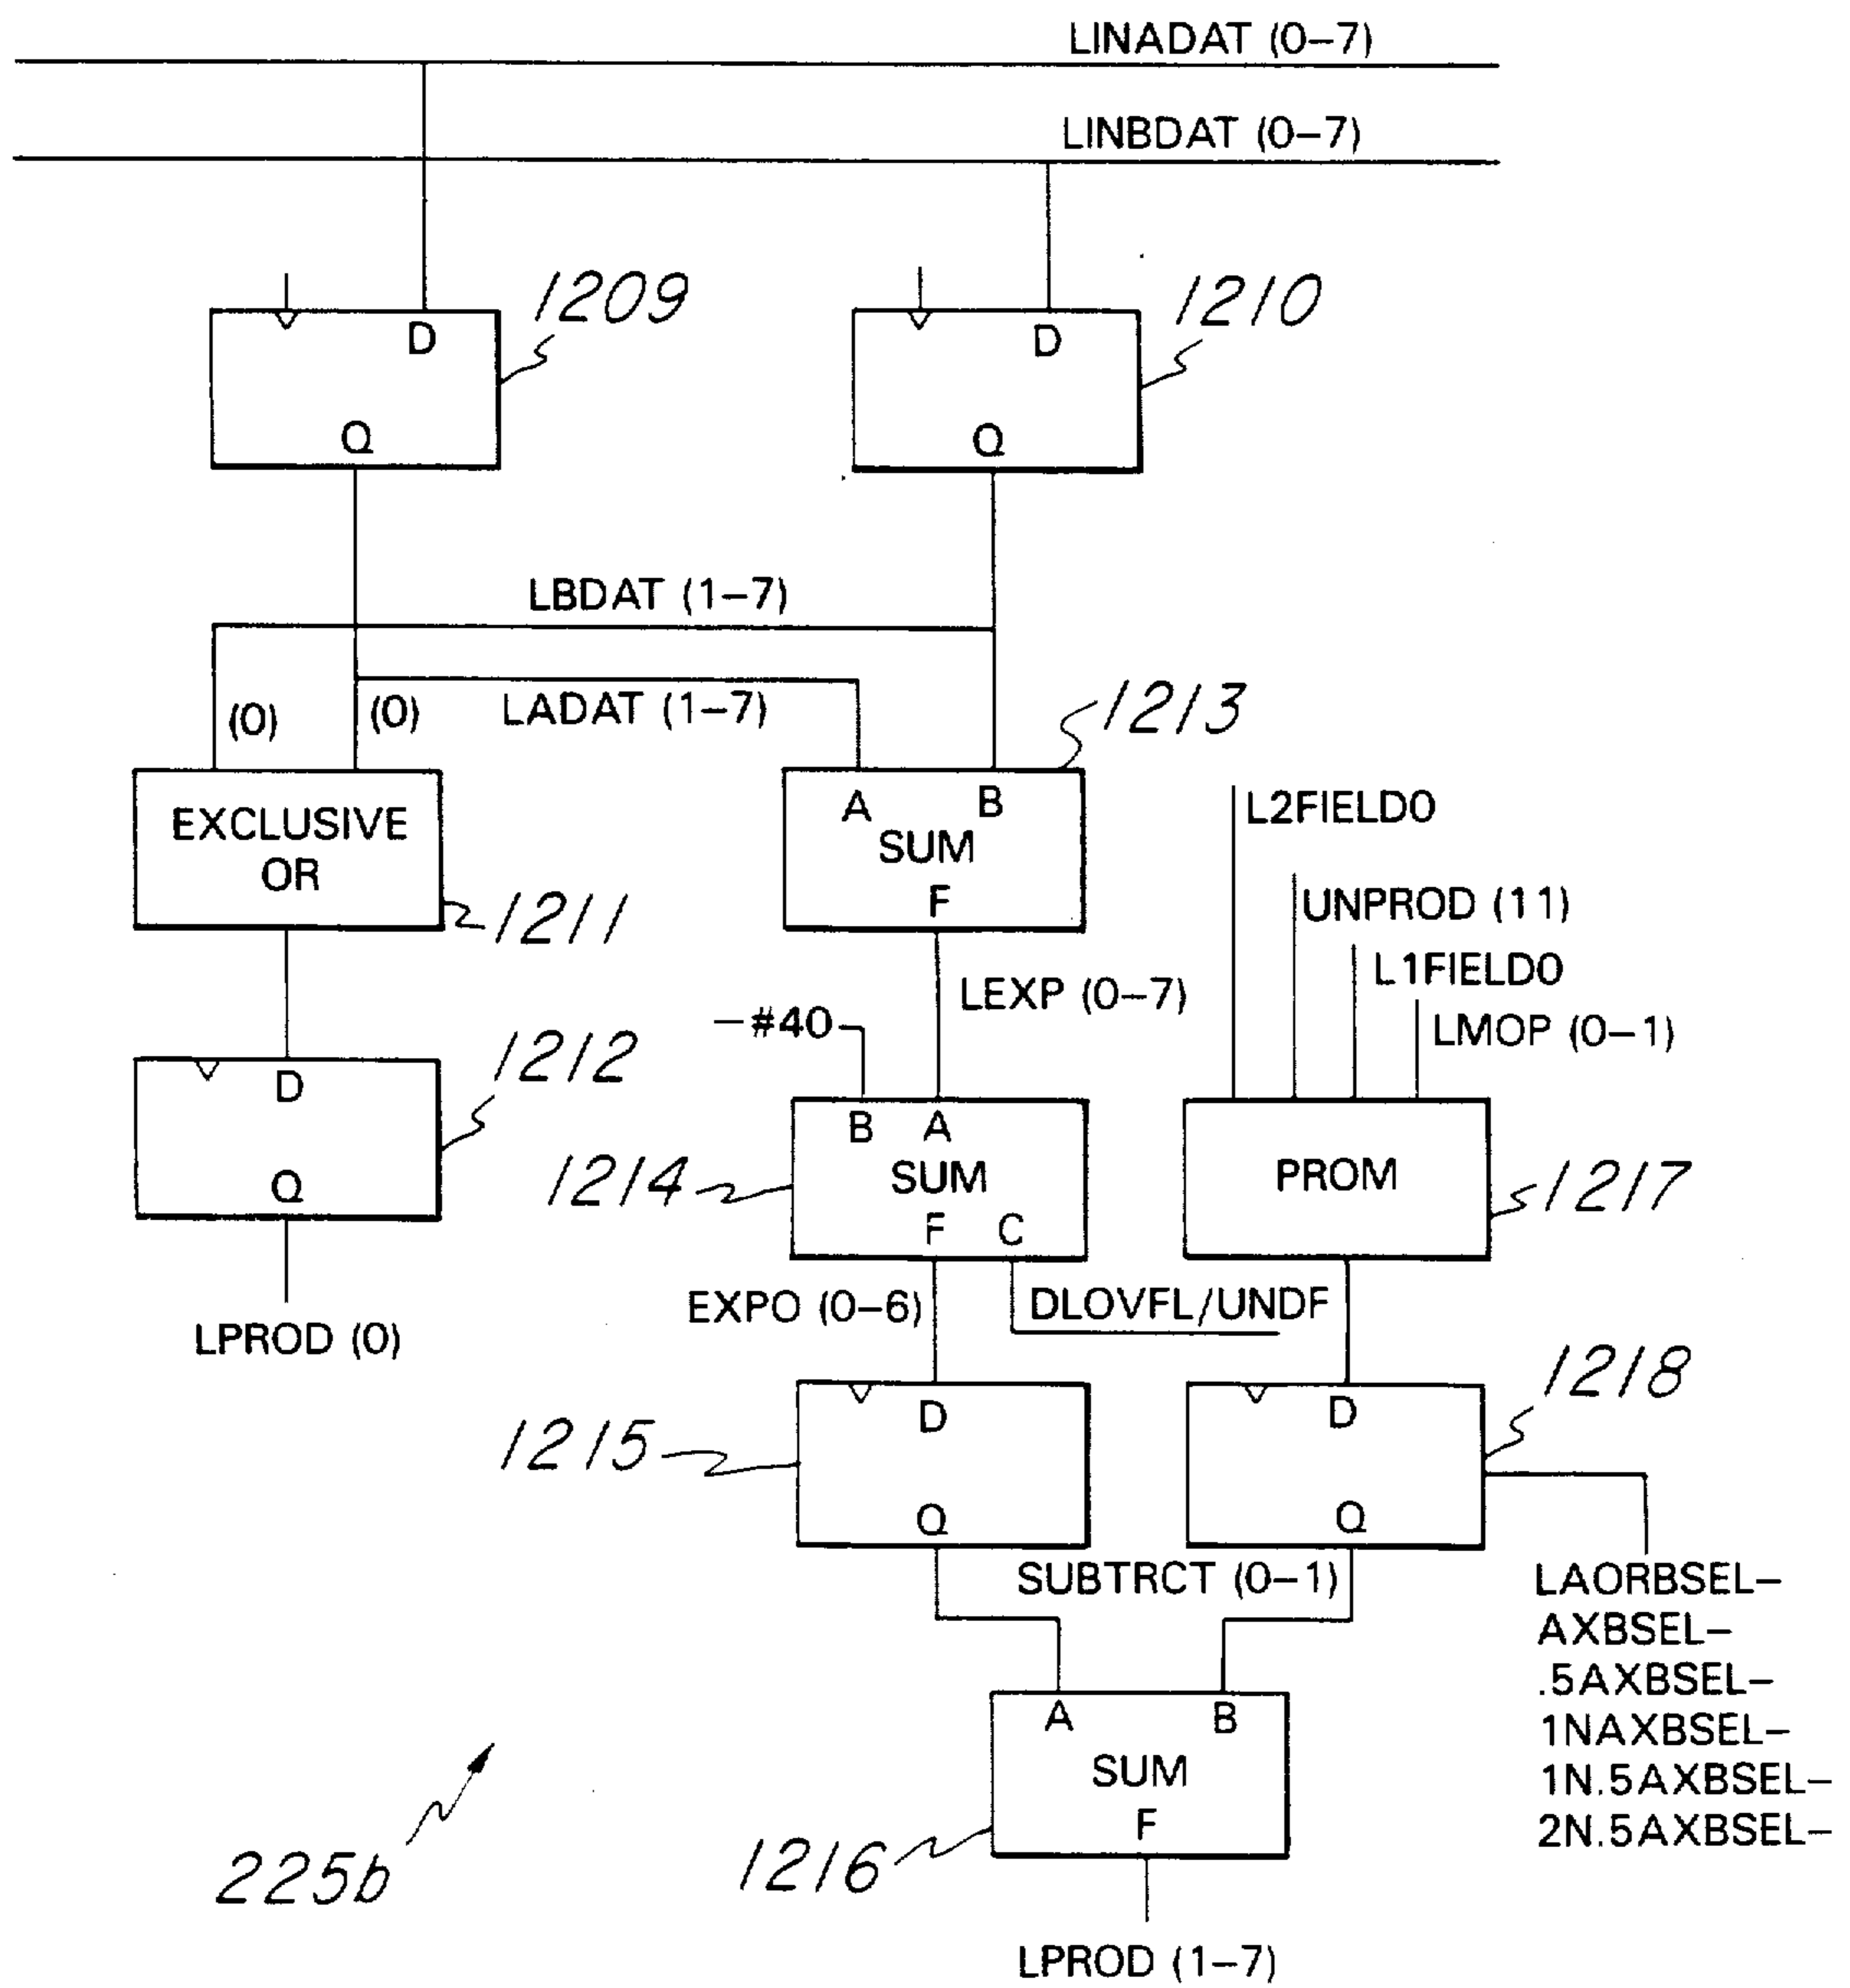 LINADAT (0–7)
LINBDAT (0–7)
1209
1210
D
D
Q
Q
LBDAT (1–7)
(0)
(0)
LADAT (1–7)
1213
EXCLUSIVE
OR
A
B
SUM
F
L2FIELD0
1211
UNPROD (11)
L1FIELD0
LEXP (0–7)
–#40
LMOP (0–1)
1212
D
Q
B
A
SUM
F
C
1214
PROM
1217
LPROD (0)
EXPO (0–6)
DLOVFL/UNDF
1218
1215
D
Q
D
Q
SUBTRCT (0–1)
LAORBSEL–
AXBSEL–
.5AXBSEL–
1NAXBSEL–
1N.5AXBSEL–
2N.5AXBSEL–
A
B
SUM
F
1216
225b
LPROD (1–7)